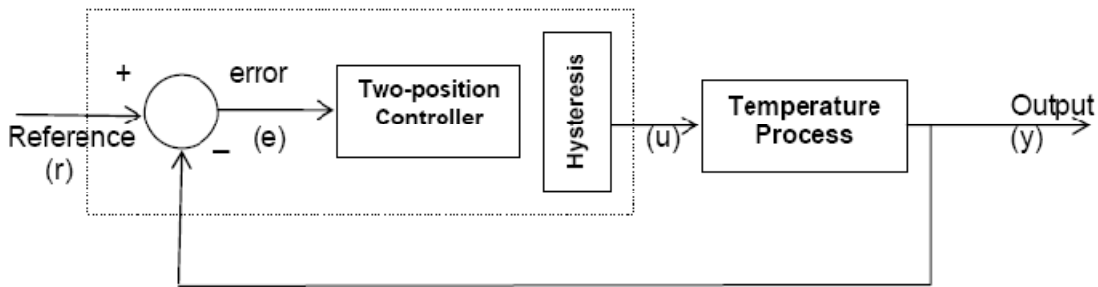 +
error
Two-position
Controller
Hysteresis
Temperature
Process
Output
Reference
−
(e)
(u)
(y)
(r)